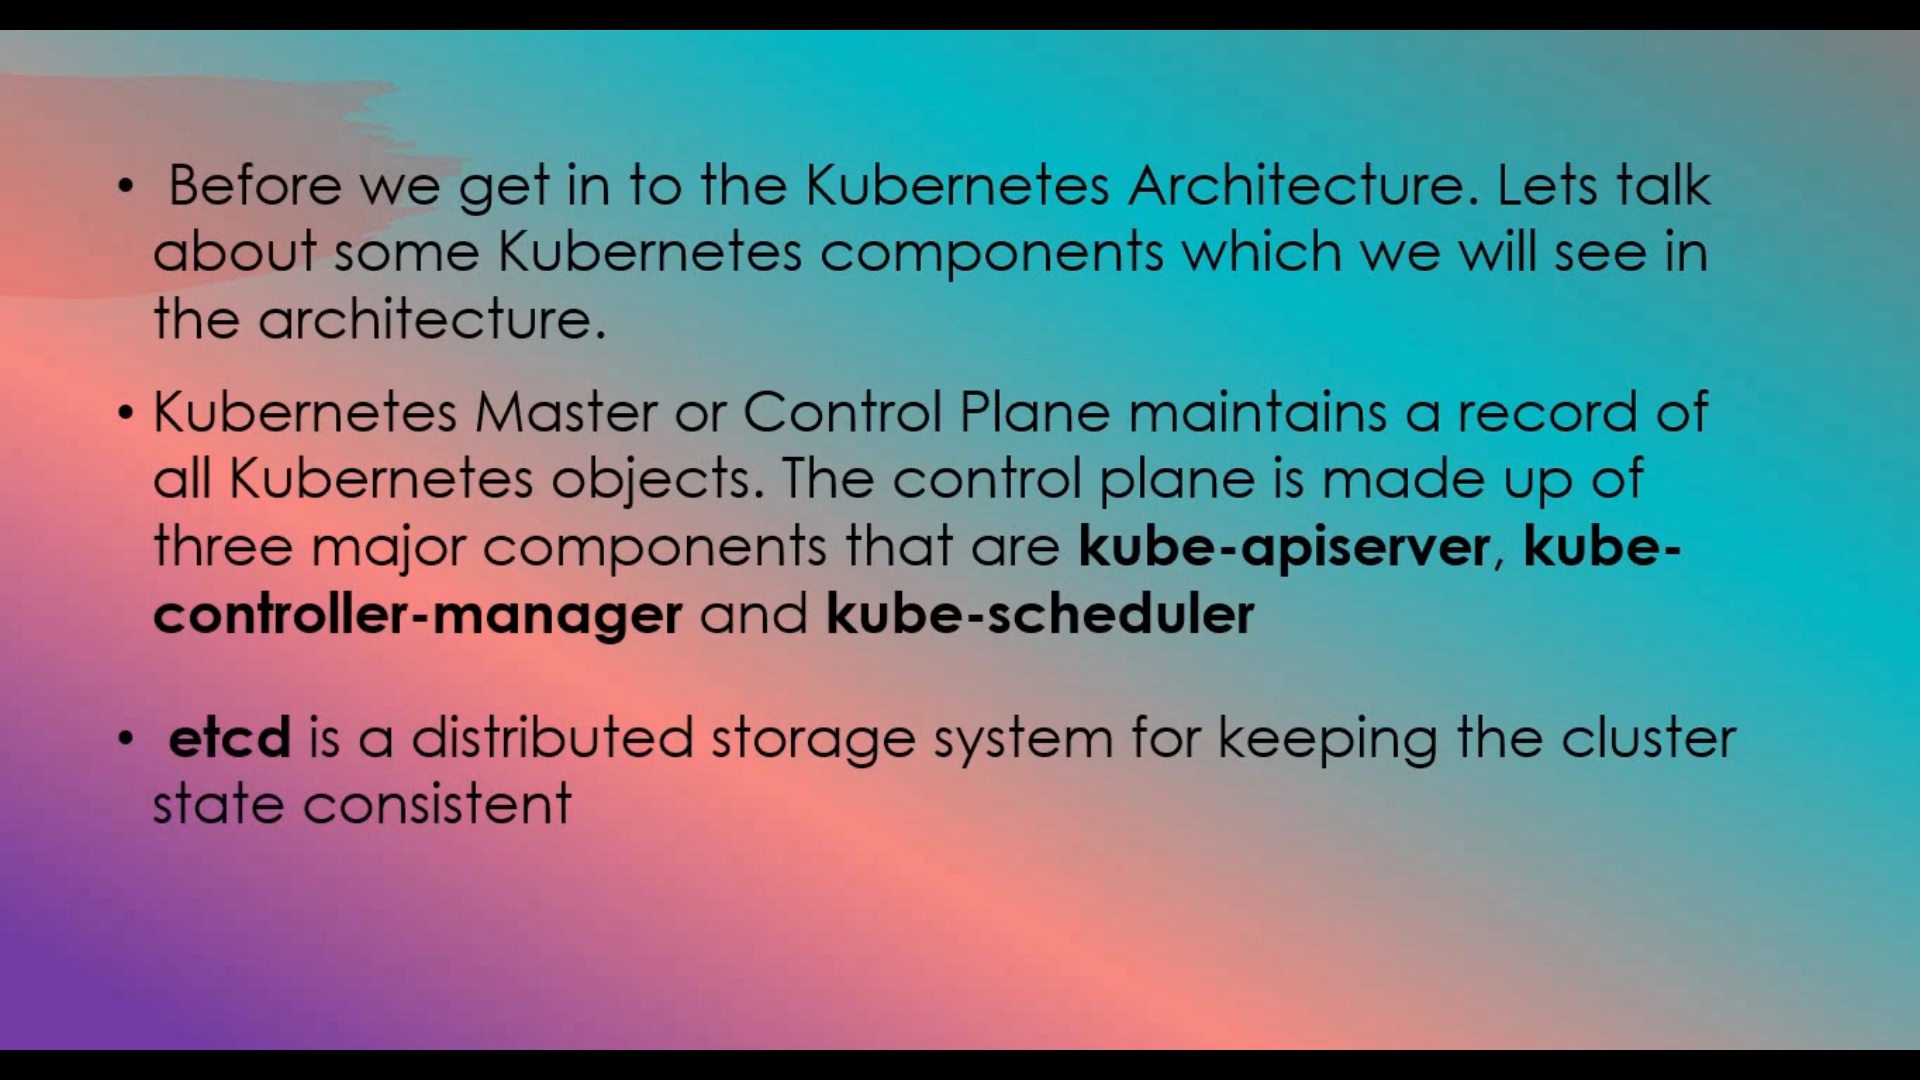 • Before we get in to the Kubernetes Architecture. Lets talk
about some Kubernetes components which we will see in
the architecture.
• Kubernetes Master or Control Plane maintains a record of
all Kubernetes objects. The control plane is made up of
three major components that are kube-apiserver, kube-
controller-manager and kube-scheduler
• etcd is a distributed storage system for keeping the cluster
state consistent